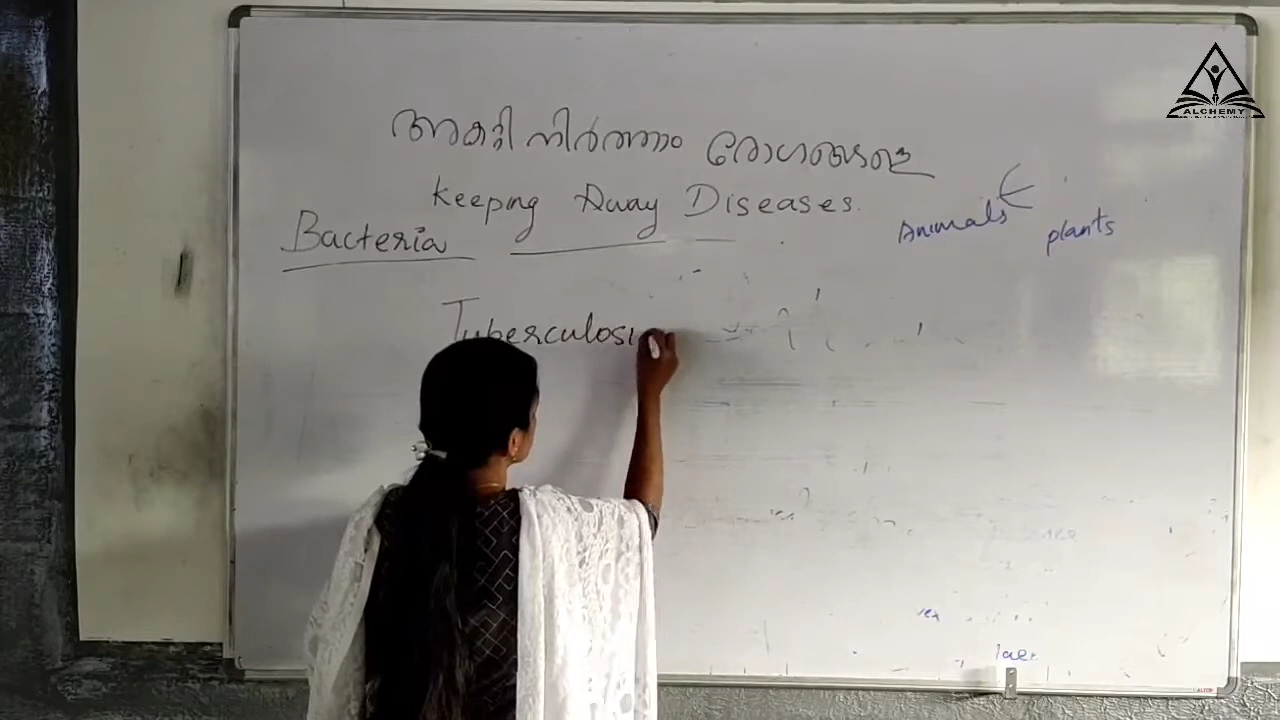 ALCHEMY
അകറ്റി നിർത്താം രോഗങ്ങളെ
Keeping Away Diseases.
Bacteria
Animals
plants
Tuberculosi